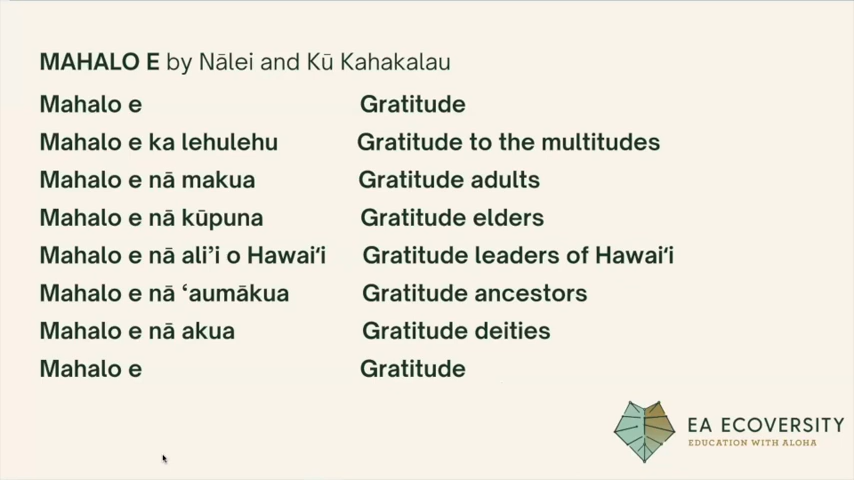 MAHALO E by Nālei and Kū Kahakalau
Mahalo e Gratitude
Mahalo e ka lehulehu Gratitude to the multitudes
Mahalo e nā makua Gratitude adults
Mahalo e nā kūpuna Gratitude elders
Mahalo e nā ali’i o Hawai‘i Gratitude leaders of Hawai‘i
Mahalo e nā ‘aumākua Gratitude ancestors
Mahalo e nā akua Gratitude deities
Mahalo e Gratitude
EA ECOVERSITY
EDUCATION WITH ALOHA